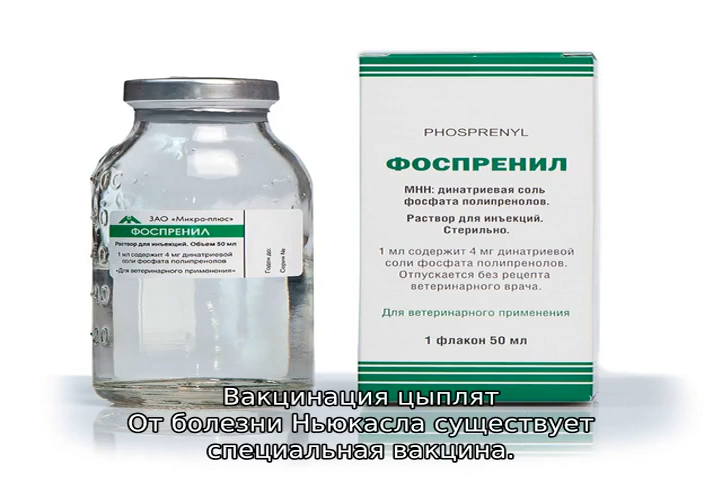 ЗАО «Микро-плюс»
ФОСПРЕНИЛ
Раствор для инъекций. Объем 50 мл
1 мл содержит 4 мг динатриевой
соли фосфата полипренолов
«Для ветеринарного применения»
Годен до:
Серия №
PHOSPRENYL
ФОСПРЕНИЛ
МНН: динатриевая соль
фосфата полипренолов.
Раствор для инъекций.
Стерильно.
1 мл содержит 4 мг динатриевой
соли фосфата полипренолов.
Отпускается без рецепта
ветеринарного врача.
Для ветеринарного применения
1 флакон 50 мл
Вакцинация цыплят
От болезни Ньюкасла существует
специальная вакцина.